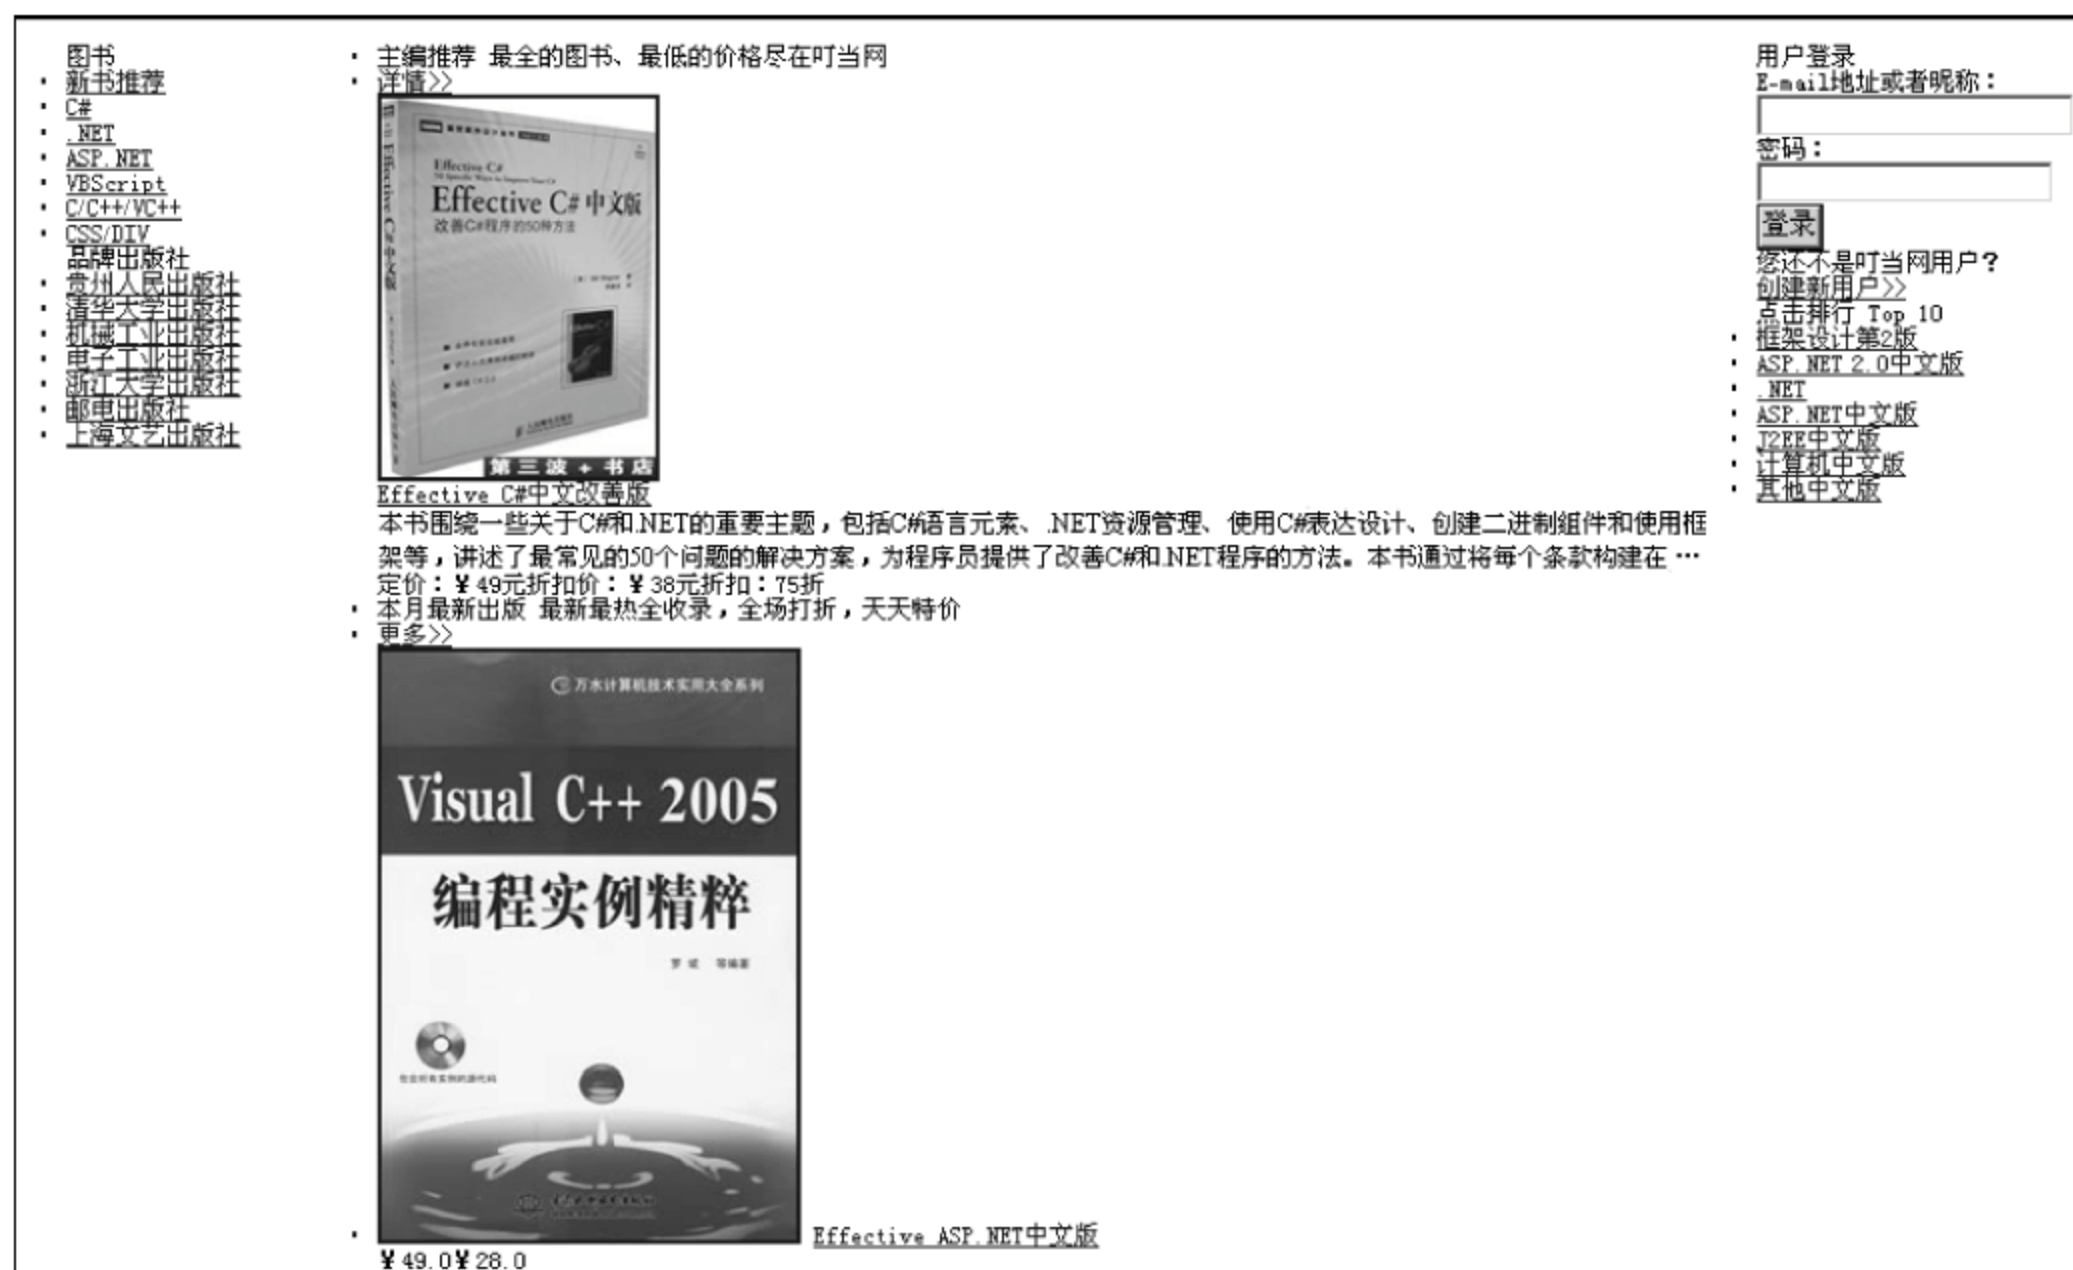 图书
新书推荐
C#
.NET
ASP.NET
VBScript
C/C++/VC++
CSS/DIV
品牌出版社
贵州人民出版社
清华大学出版社
机械工业出版社
电子工业出版社
浙江大学出版社
邮电出版社
上海文艺出版社
主编推荐 最全的图书、最低的价格尽在叮当网
详情>>
Effective C#
Effective C# 中文版
改善C#程序的50种方法
Effective C# 中文版
第三波+书店
Effective C#中文改善版
本书围绕一些关于C#和.NET的重要主题，包括C#语言元素、.NET资源管理、使用C#表达设计、创建二进制组件和使用框
架等，讲述了最常见的50个问题的解决方案，为程序员提供了改善C#和.NET程序的方法。本书通过将每个条款构建在 …
定价：￥49元折扣价：￥38元折扣：75折
本月最新出版 最新最热全收录，全场打折，天天特价
更多>>
万水计算机技术实用大全系列
Visual C++ 2005
编程实例精粹
等编著
Effective ASP.NET中文版
￥49.0￥28.0
用户登录
E-mail地址或者昵称：
密码：
登录
您还不是叮当网用户?
创建新用户>>
点击排行 Top 10
框架设计第2版
ASP.NET 2.0中文版
.NET
ASP.NET中文版
J2EE中文版
计算机中文版
其他中文版